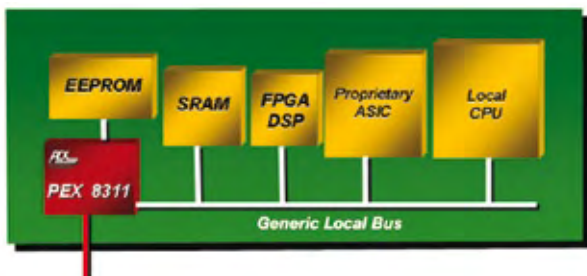 EEPROM
SRAM
FPGA
DSP
Proprietary
ASIC
Local
CPU
PEX 8311
Generic Local Bus